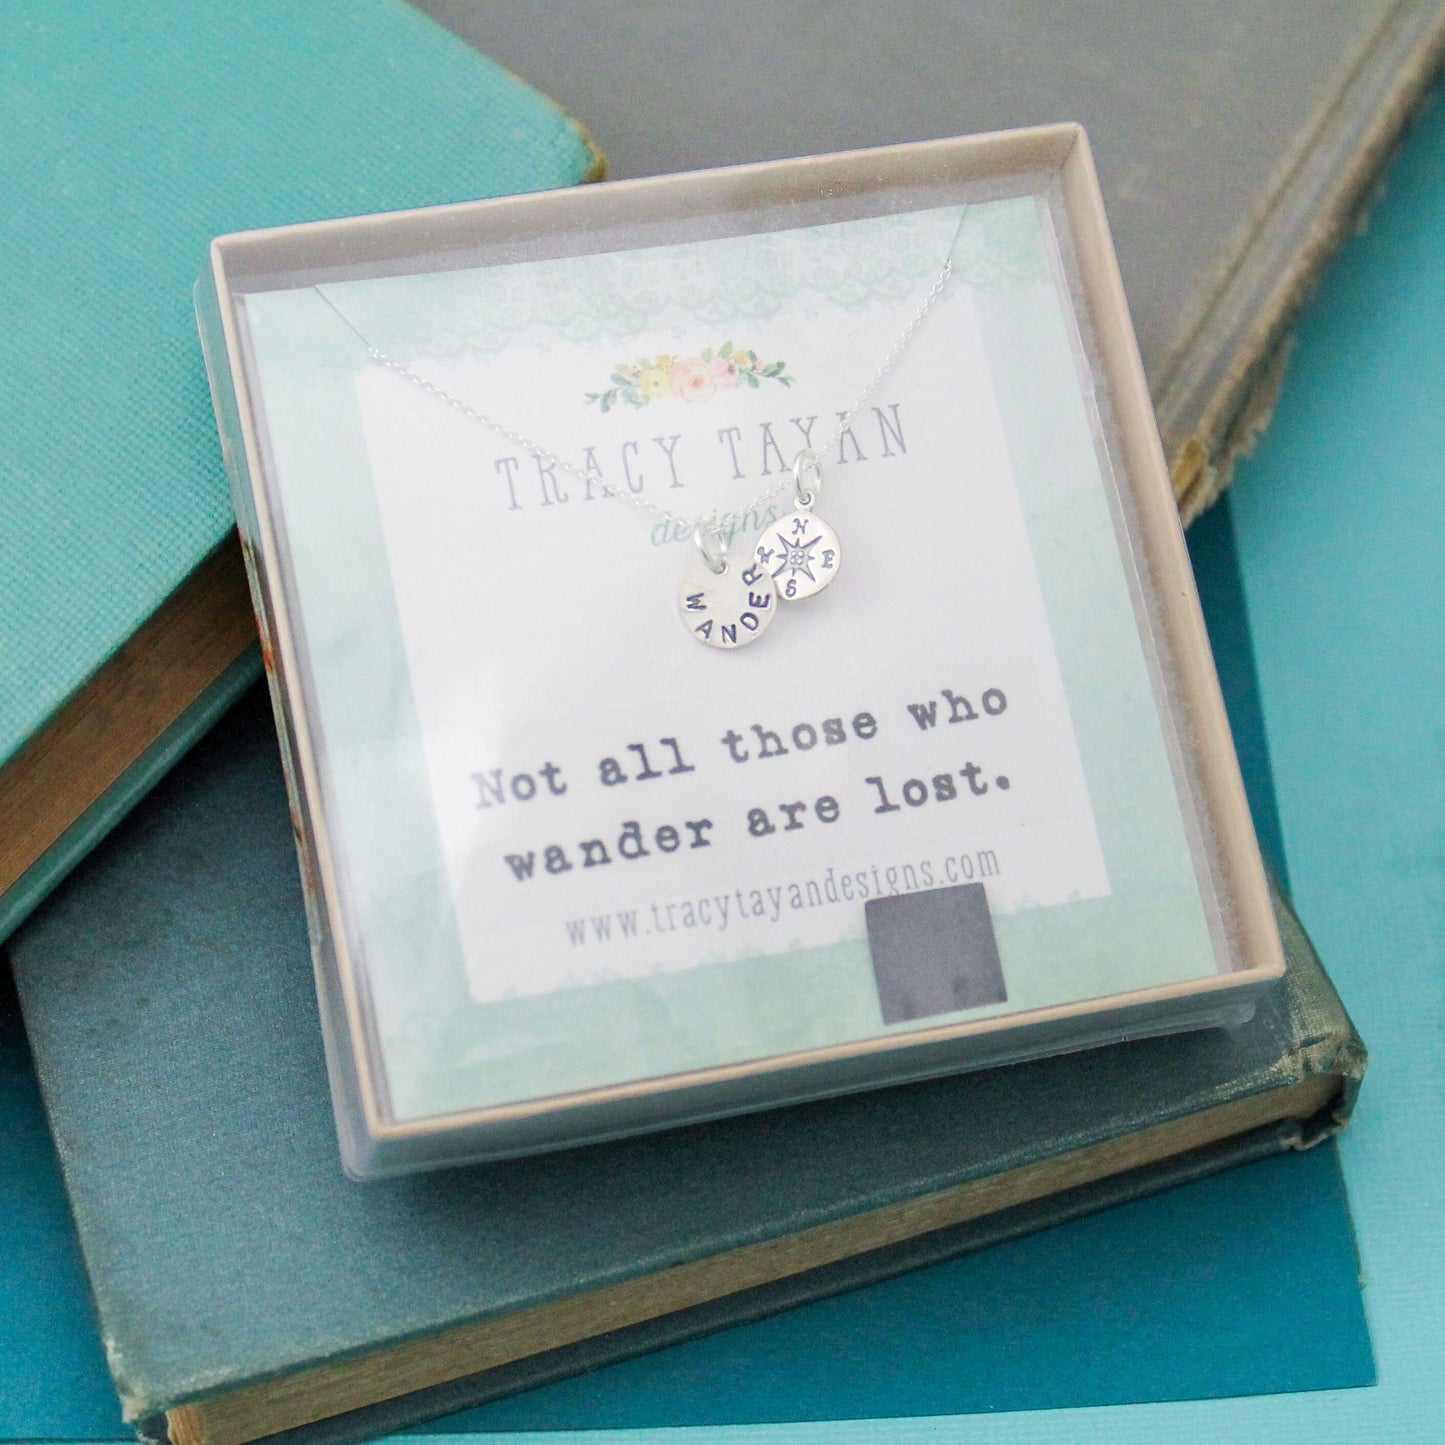 TRACY TAYAN
designs
WANDER
N
E
S
Not all those who
wander are lost.
www.tracytayandesigns.com